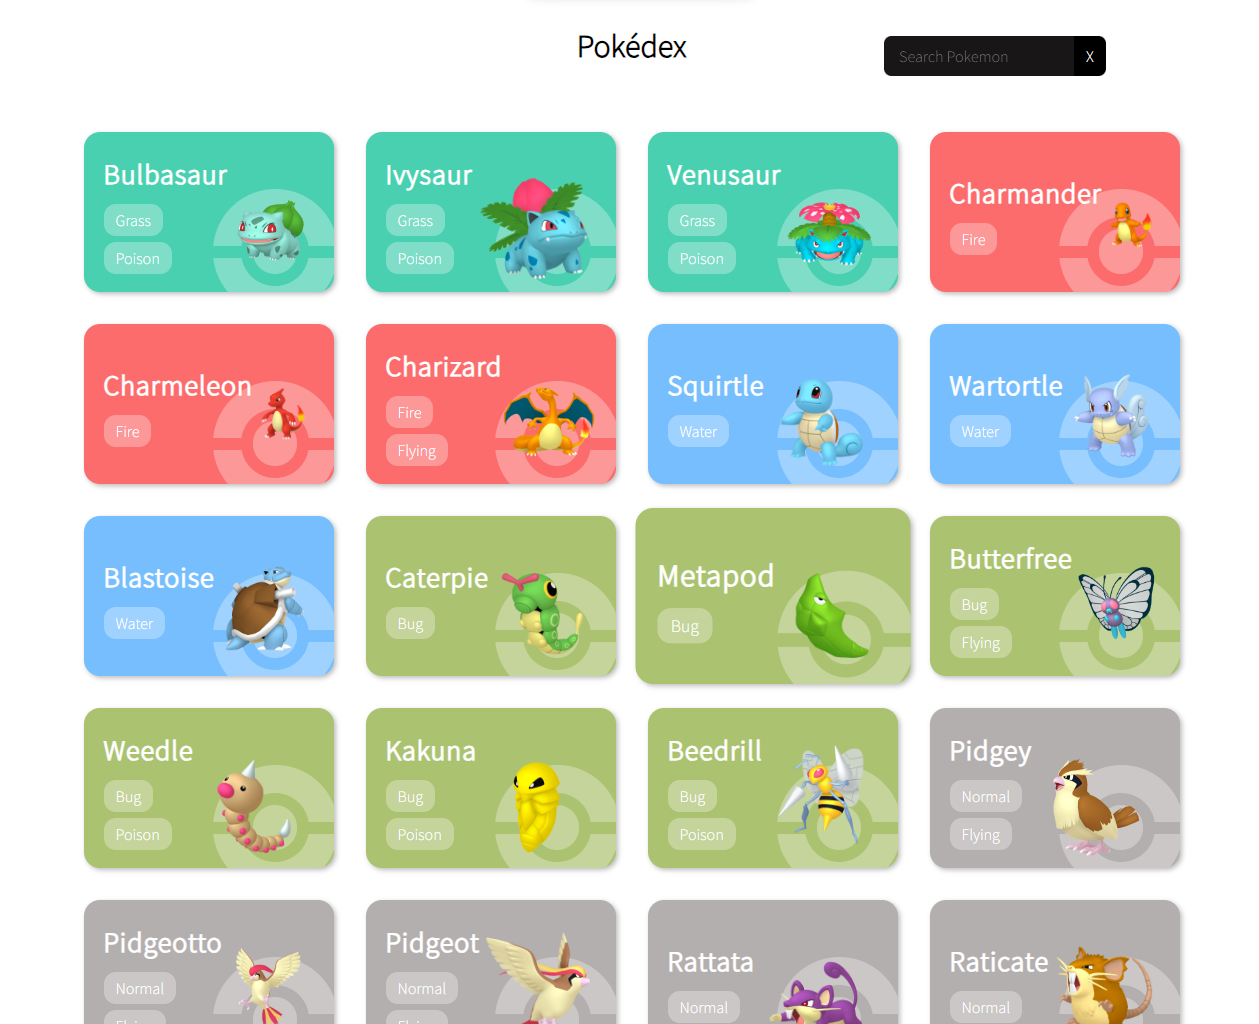 Pokédex
Search Pokemon
X
Bulbasaur
Grass
Poison
Ivysaur
Grass
Poison
Venusaur
Grass
Poison
Charmander
Fire
Charmeleon
Fire
Charizard
Fire
Flying
Squirtle
Water
Wartortle
Water
Blastoise
Water
Caterpie
Bug
Metapod
Bug
Butterfree
Bug
Flying
Weedle
Bug
Poison
Kakuna
Bug
Poison
Beedrill
Bug
Poison
Pidgey
Normal
Flying
Pidgeotto
Normal
Pidgeot
Normal
Rattata
Normal
Raticate
Normal